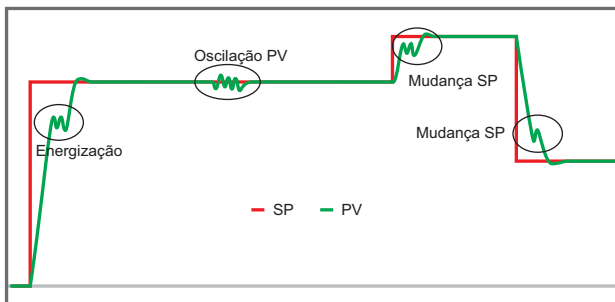 Oscilação PV
Mudança SP
Mudança SP
Energização
SP PV